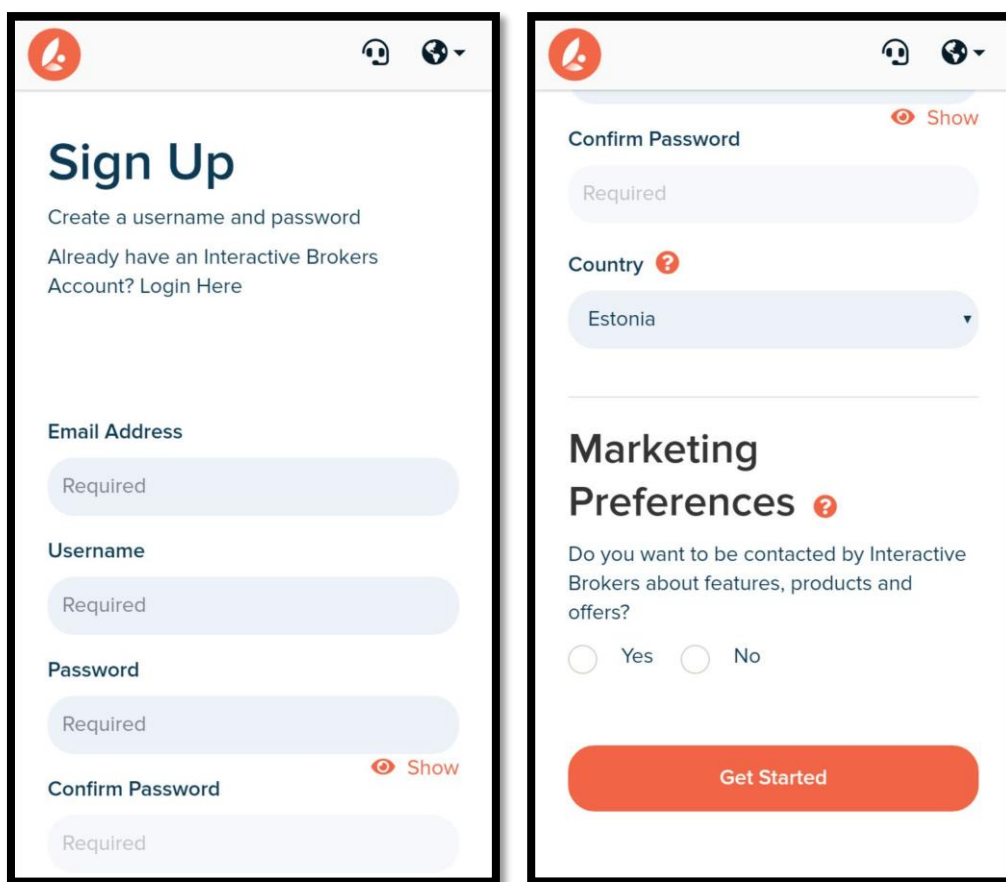 Sign Up
Create a username and password
Already have an Interactive Brokers
Account? Login Here
Email Address
Required
Username
Required
Password
Required
Show
Confirm Password
Required
Show
Confirm Password
Required
Country
Estonia
Marketing
Preferences
Do you want to be contacted by Interactive
Brokers about features, products and
offers?
Yes No
Get Started